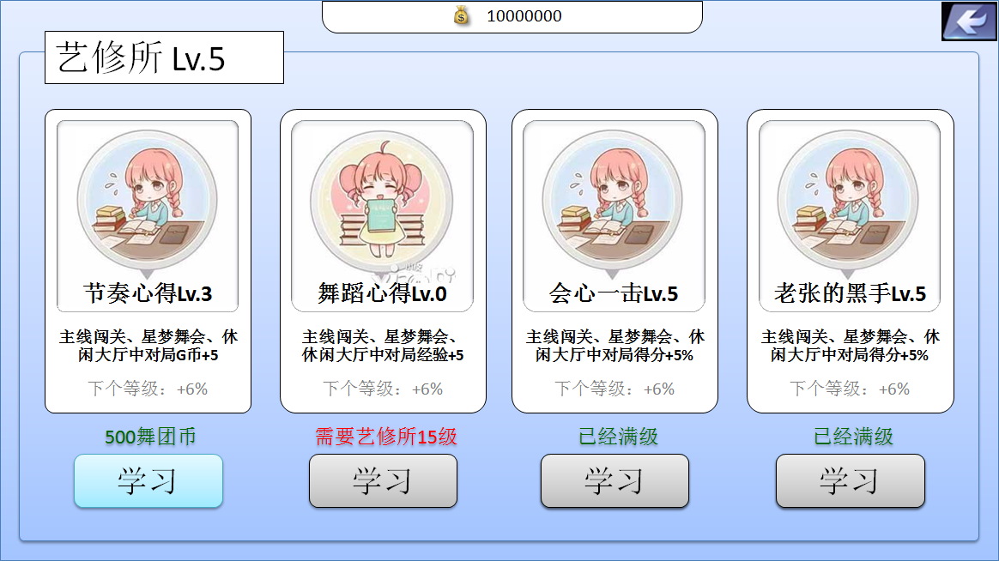 10000000
艺修所 Lv.5
节奏心得Lv.3
主线闯关、星梦舞会、休
闲大厅中对局G币+5
下个等级：+6%
500舞团币
学习
舞蹈心得Lv.0
主线闯关、星梦舞会、
休闲大厅中对局经验+5
下个等级：+6%
需要艺修所15级
学习
会心一击Lv.5
主线闯关、星梦舞会、休
闲大厅中对局得分+5%
下个等级：+6%
已经满级
学习
老张的黑手Lv.5
主线闯关、星梦舞会、休
闲大厅中对局得分+5%
下个等级：+6%
已经满级
学习